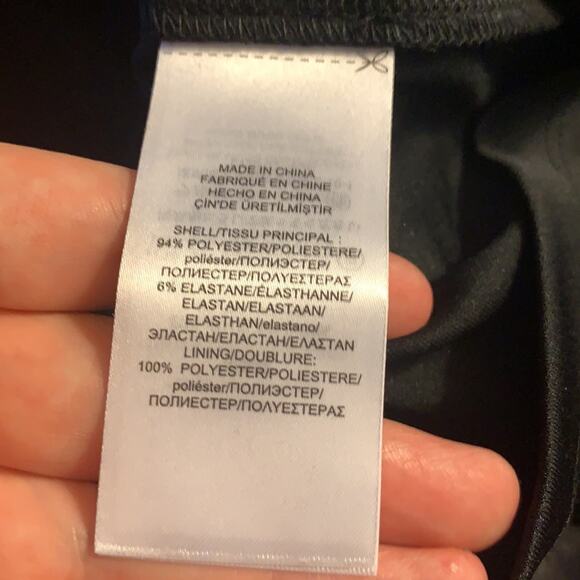 MADE IN CHINA
FABRIQUÉ EN CHINE
HECHO EN CHINA
ÇİN'DE ÜRETİLMİŞTİR
SHELL/TISSU PRINCIPAL :
94% POLYESTER/POLIESTERE/
poliéster/ПОЛИЭСТЕР/
ПОЛИЕСТЕР/ΠΟΛΥΕΣΤΕΡΑΣ
6% ELASTANE/ÉLASTHANNE/
ELASTAN/ELASTAAN/
ELASTHAN/elastano/
ЭЛАСТАН/ЕЛАСТАН/ΕΛΑΣΤΑΝ
LINING/DOUBLURE:
100% POLYESTER/POLIESTERE/
poliéster/ПОЛИЭСТЕР/
ПОЛИЕСТЕР/ΠΟΛΥΕΣΤΕΡΑΣ